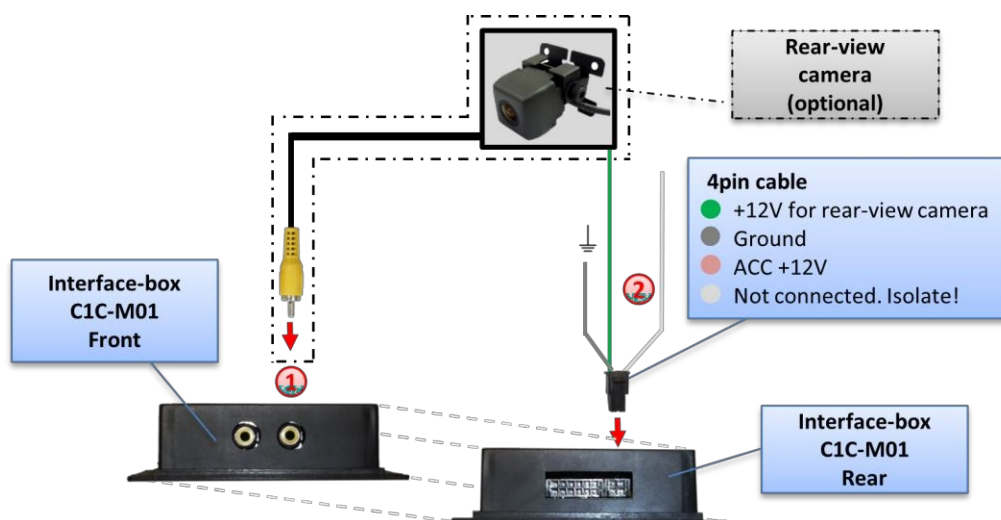 Rear-view
camera
(optional)
4pin cable
+12V for rear-view camera
Ground
ACC +12V
Not connected. Isolate!
2
Interface-box
C1C-M01
Front
1
Interface-box
C1C-M01
Rear